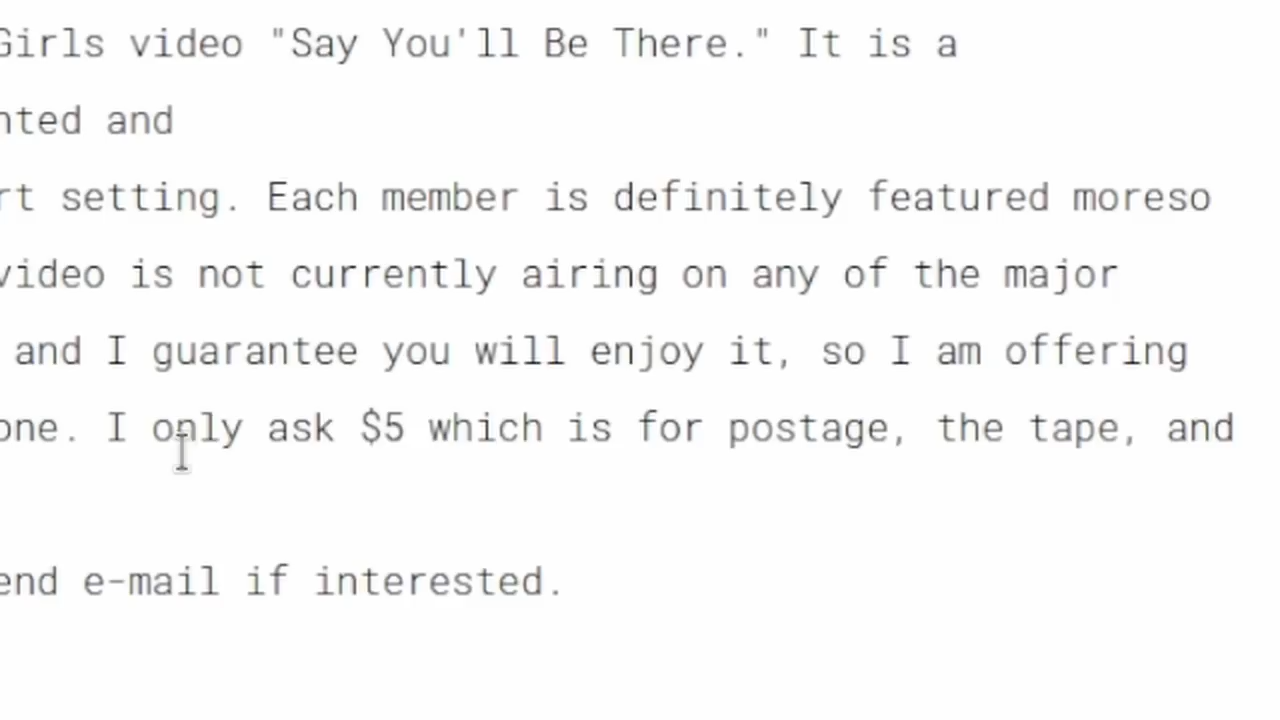 Girls video "Say You'll Be There." It is a
nted and
rt setting. Each member is definitely featured moreso
video is not currently airing on any of the major
and I guarantee you will enjoy it, so I am offering
one. I only ask $5 which is for postage, the tape, and
end e-mail if interested.